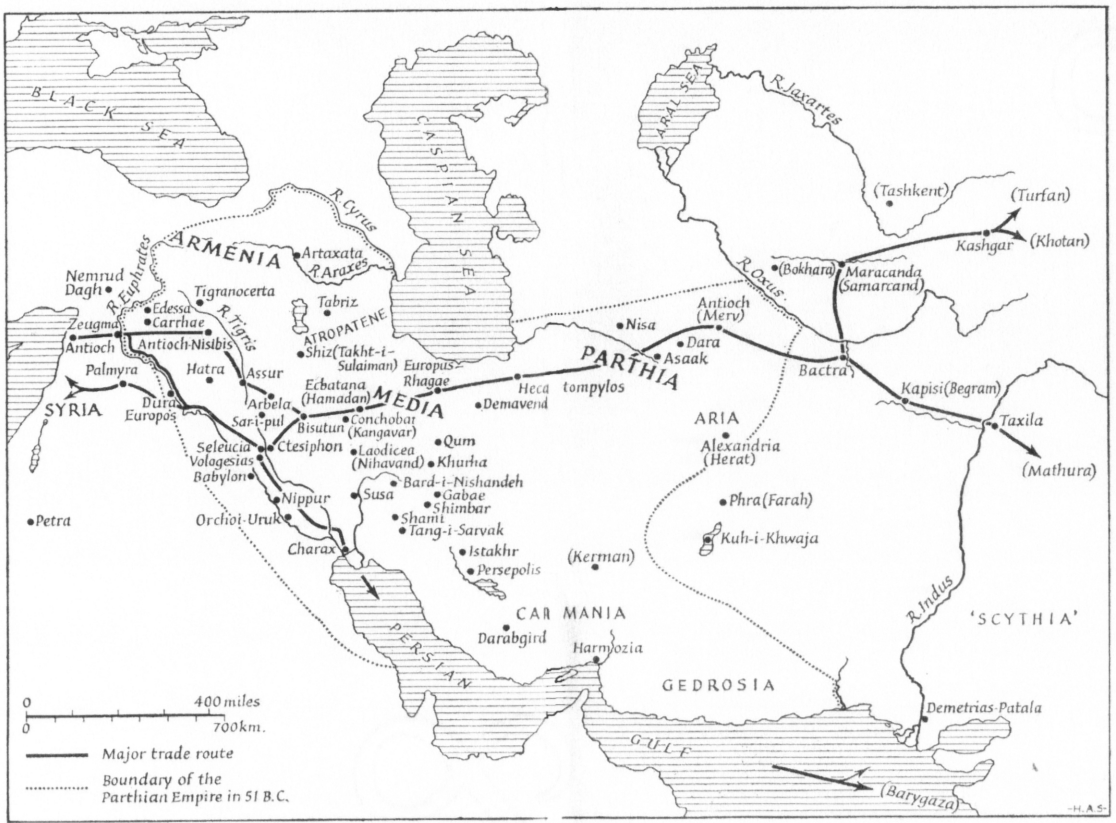 BLACK SEA
CASPIAN SEA
ARAL SEA
R. Jaxartes
(Tashkent)
(Turfan)
(Khotan)
Kashgar
R. Cyrus
ARMENIA
Artaxata
R. Araxes
R. Euphrates
Nemrud
Dagh
R. Oxus
(Bokhara)
Maracanda
(Samarcand)
Tigranocerta
Edessa
Carrhae
R. Tigris
Tabriz
ATROPATENE
Antioch
(Merv)
Nisa
Zeugma
Antioch
Antioch-Nisibis
Shiz (Takht-i-
Sulaiman)
Dara
Asaak
PARTHIA
Bactra
Palmyra
Hatra
Assur
Ecbatana
(Hamadan)
Europus-
Rhagae
MEDIA
Heca tompylos
Demavend
Kapisi (Begram)
Taxila
(Mathura)
SYRIA
Dura
Europos
Arbela
Sar-i-pul
Bisutun
Conchobar
(Kangavar)
ARIA
Alexandria
(Herat)
Seleucia
Ctesiphon
Vologesias
Babylon
Laodicea
(Nihavand)
Qum
Khurha
Bard-i-Nishandeh
Gabae
Shimbar
Shami
Tang-i-Sarvak
Susa
Nippur
Orchoi-Uruk
Petra
Charax
Phra (Farah)
Kuh-i-Khwaja
Istakhr
Persepolis
(Kerman)
CARMANIA
Darabgird
Harmozia
GEDROSIA
R. Indus
'SCYTHIA'
Demetrias-Patala
PERSIAN
GULF
(Barygaza)
0 400 miles
0 700 km.
Major trade route
Boundary of the
Parthian Empire in 51 B.C.
-H.A.S-